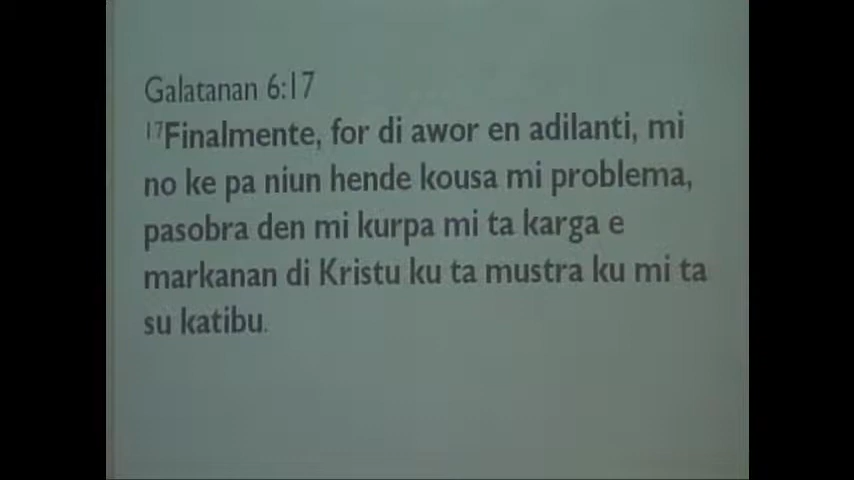 Galatanan 6:17
17Finalmente, for di awor en adilanti, mi
no ke pa niun hende kousa mi problema,
pasobra den mi kurpa mi ta karga e
markanan di Kristu ku ta mustra ku mi ta
su katibu.